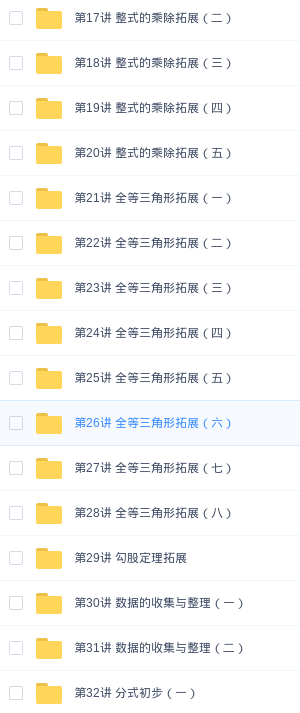 第17讲 整式的乘除拓展（二）
第18讲 整式的乘除拓展（三）
第19讲 整式的乘除拓展（四）
第20讲 整式的乘除拓展（五）
第21讲 全等三角形拓展（一）
第22讲 全等三角形拓展（二）
第23讲 全等三角形拓展（三）
第24讲 全等三角形拓展（四）
第25讲 全等三角形拓展（五）
第26讲 全等三角形拓展（六）
第27讲 全等三角形拓展（七）
第28讲 全等三角形拓展（八）
第29讲 勾股定理拓展
第30讲 数据的收集与整理（一）
第31讲 数据的收集与整理（二）
第32讲 分式初步（一）